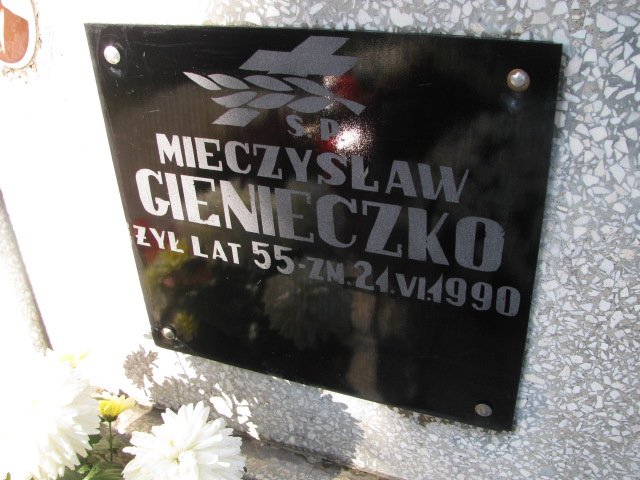 Ś.P.
MIECZYSŁAW
GIENIECZKO
ŻYŁ LAT 55-ZM.21.VI.1990